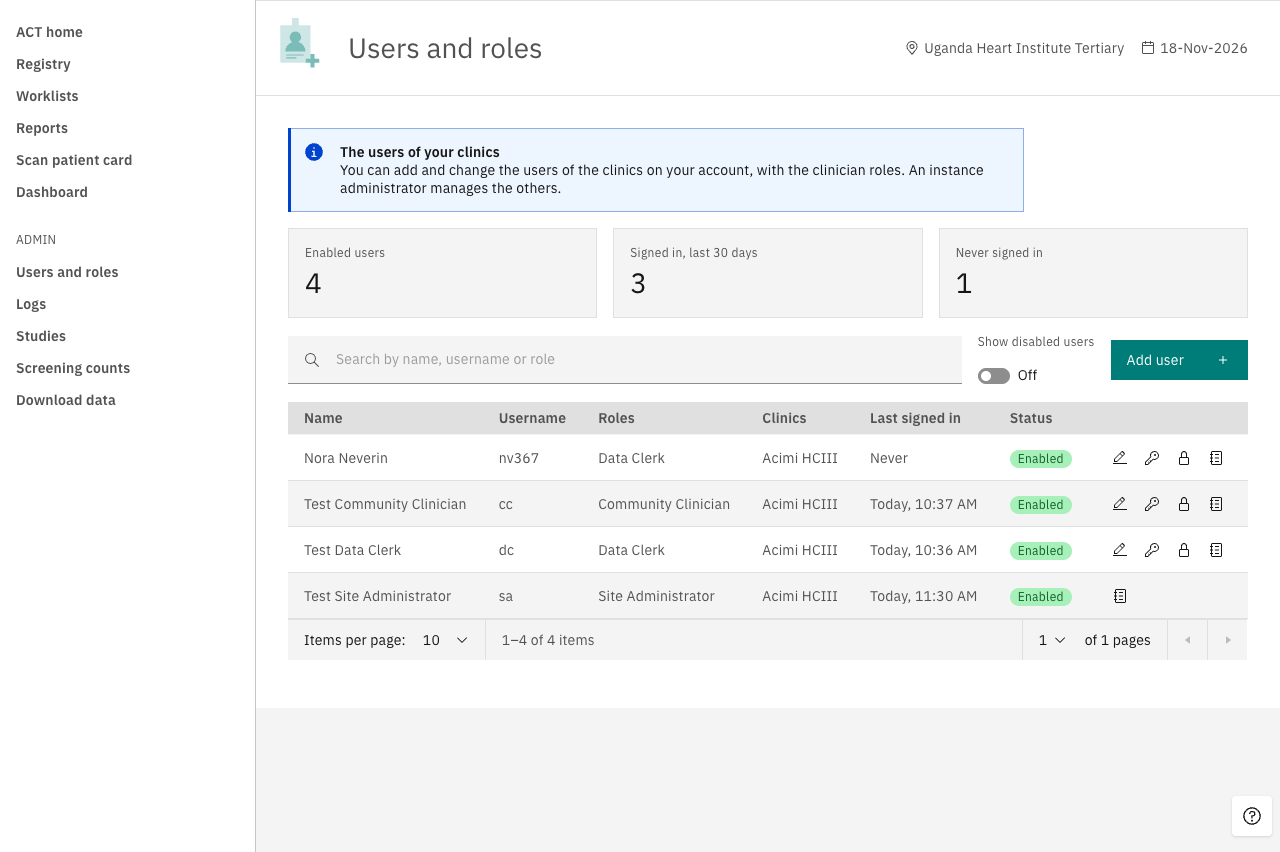 ACT home
Registry
Worklists
Reports
Scan patient card
Dashboard
ADMIN
Users and roles
Logs
Studies
Screening counts
Download data
Users and roles
Uganda Heart Institute Tertiary
18-Nov-2026
The users of your clinics
You can add and change the users of the clinics on your account, with the clinician roles. An instance
administrator manages the others.
Enabled users
4
Signed in, last 30 days
3
Never signed in
1
Search by name, username or role
Show disabled users
Off
Add user
Name Username Roles Clinics Last signed in Status
Nora Neverin nv367 Data Clerk Acimi HCIII Never Enabled
Test Community Clinician cc Community Clinician Acimi HCIII Today, 10:37 AM Enabled
Test Data Clerk dc Data Clerk Acimi HCIII Today, 10:36 AM Enabled
Test Site Administrator sa Site Administrator Acimi HCIII Today, 11:30 AM Enabled
Items per page: 10 1–4 of 4 items 1 of 1 pages